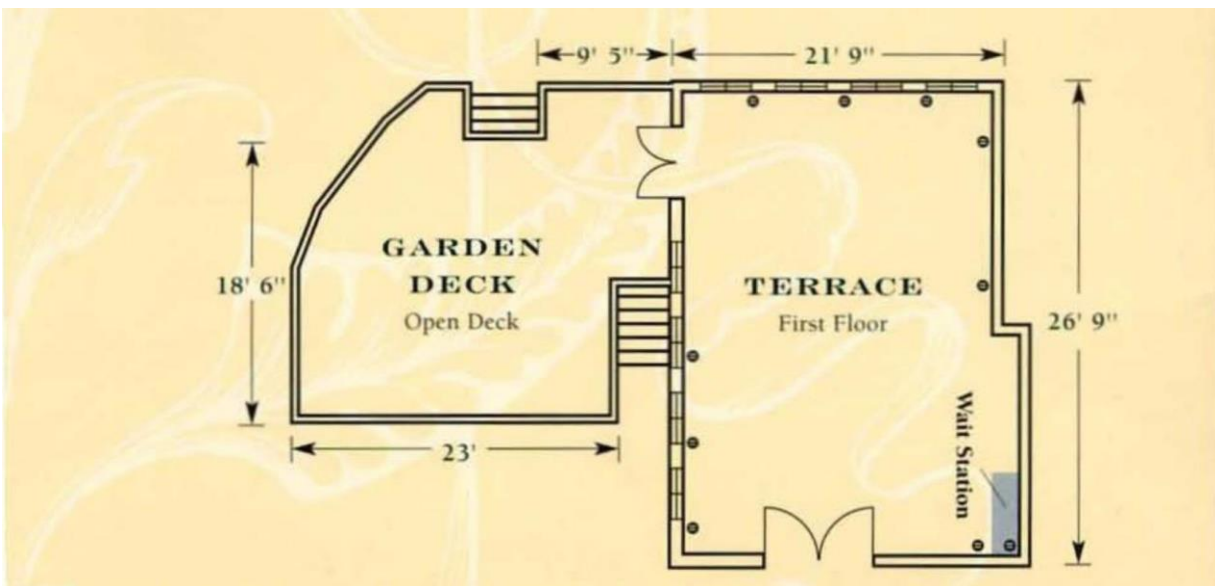 9' 5"
21' 9"
GARDEN
DECK
Open Deck
18' 6"
TERRACE
First Floor
26' 9"
Wait Station
23'